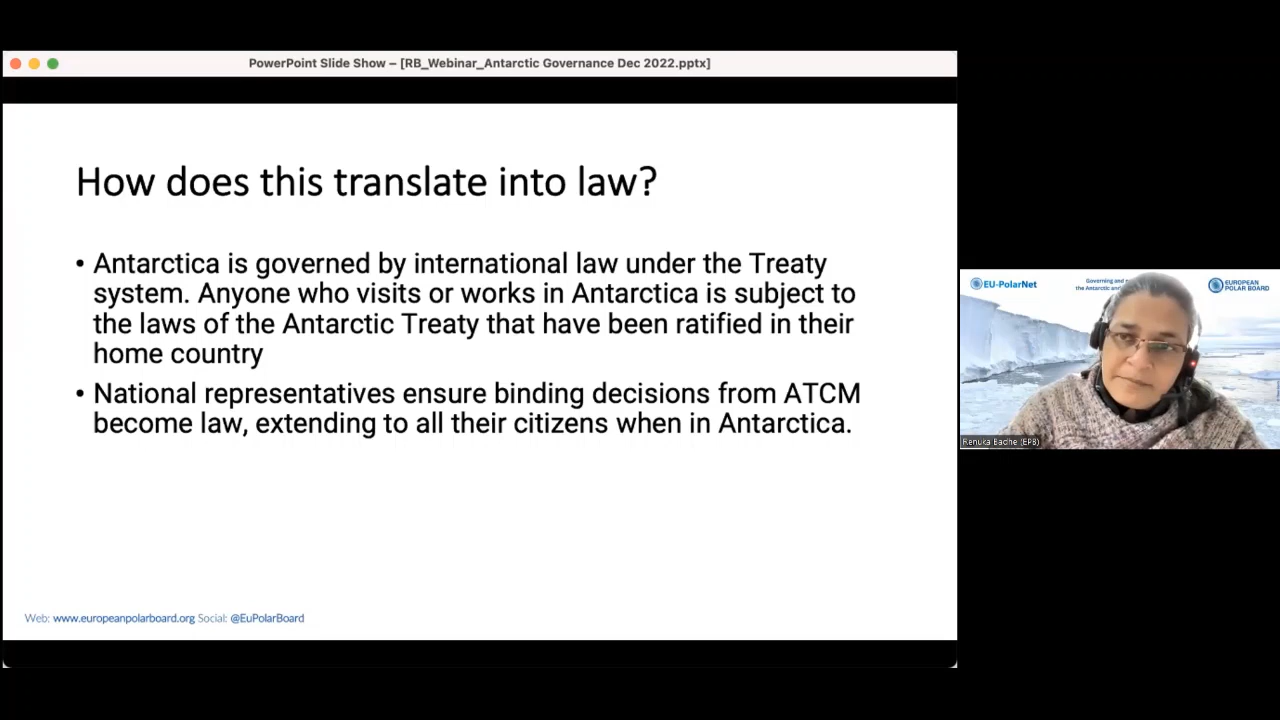 PowerPoint Slide Show – [RB_Webinar_Antarctic Governance Dec 2022.pptx]
How does this translate into law?
• Antarctica is governed by international law under the Treaty
system. Anyone who visits or works in Antarctica is subject to
the laws of the Antarctic Treaty that have been ratified in their
home country
• National representatives ensure binding decisions from ATCM
become law, extending to all their citizens when in Antarctica.
Web: www.europeanpolarboard.org Social: @EuPolarBoard
EU-PolarNet
Governing and
the Antarctic
EUROPEAN
POLAR BOARD
Renuka Badhe (EPB)